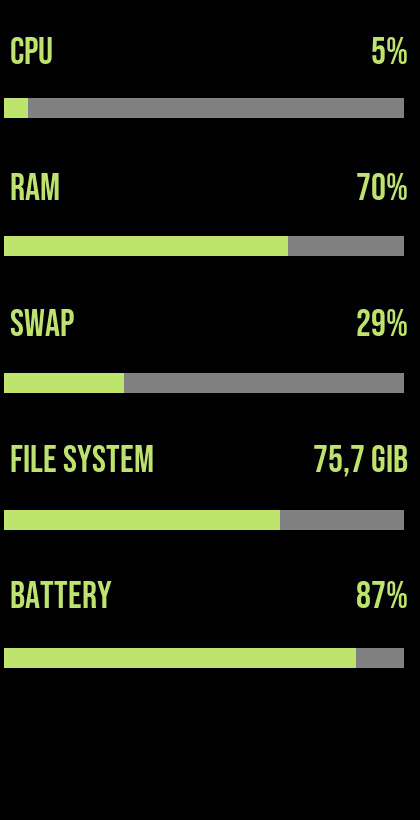 CPU 5%
RAM 70%
SWAP 29%
FILE SYSTEM 75,7 GIB
BATTERY 87%